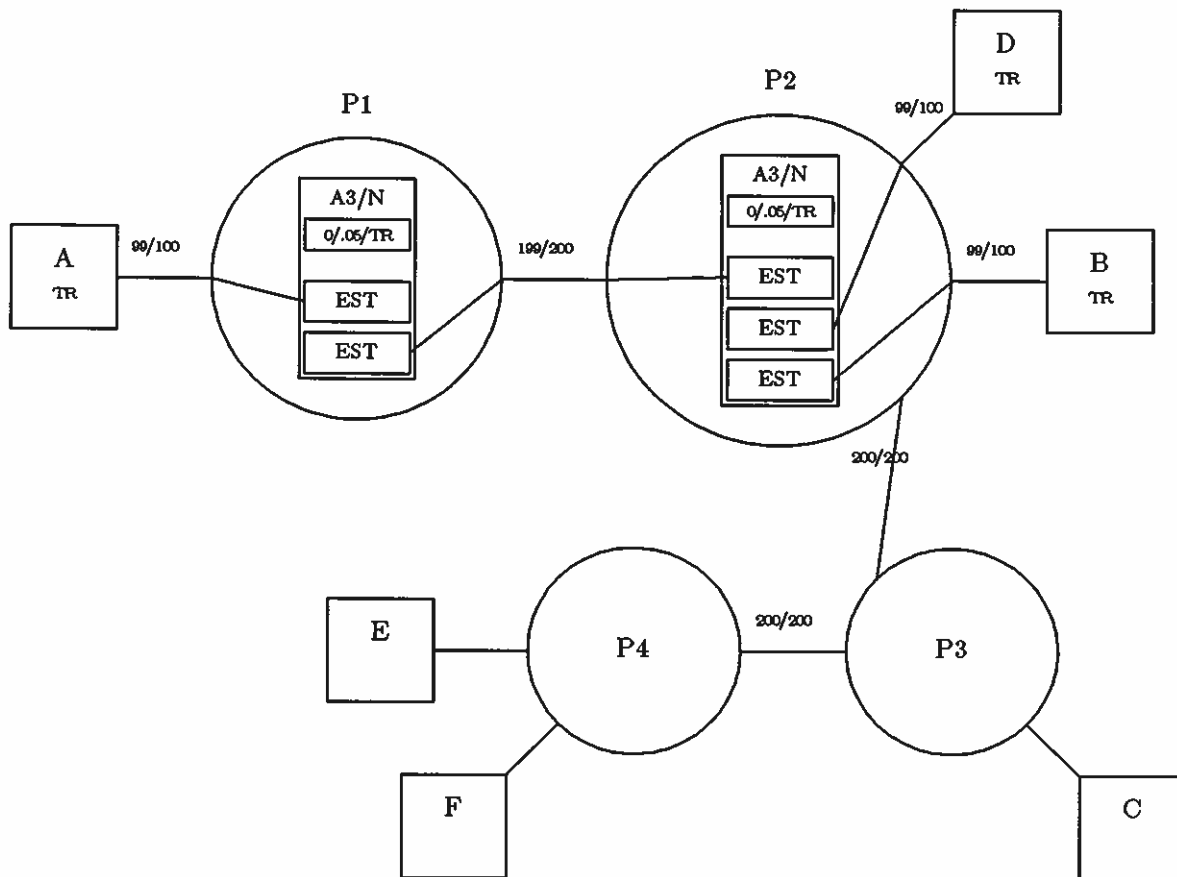 D
TR
P2
99/100
P1
A3/N
0/.05/TR
EST
EST
EST
A3/N
0/.05/TR
EST
EST
A
TR
99/100
199/200
99/100
B
TR
200/200
E
P4
200/200
P3
F
C